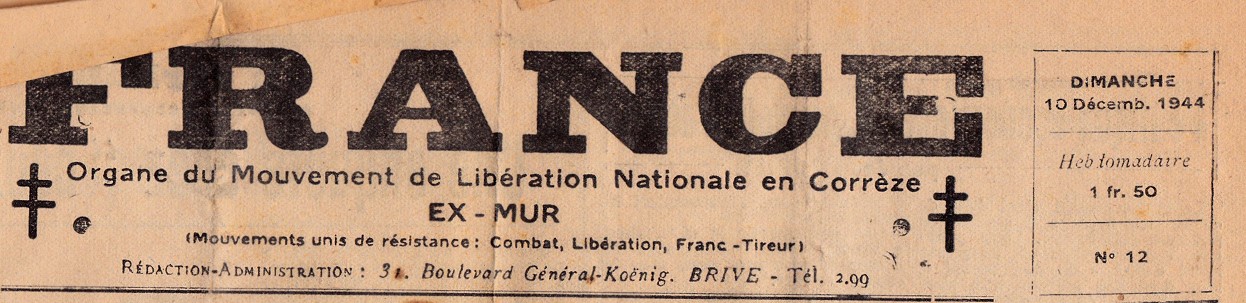 FRANCE
Organe du Mouvement de Libération Nationale en Corrèze
EX - MUR
(Mouvements unis de résistance : Combat, Libération, Franc-Tireur)
RÉDACTION-ADMINISTRATION : 31. Boulevard Général-Koënig. BRIVE - Tél. 2.99
DIMANCHE
10 Décemb. 1944
Hebdomadaire
1 fr. 50
N° 12